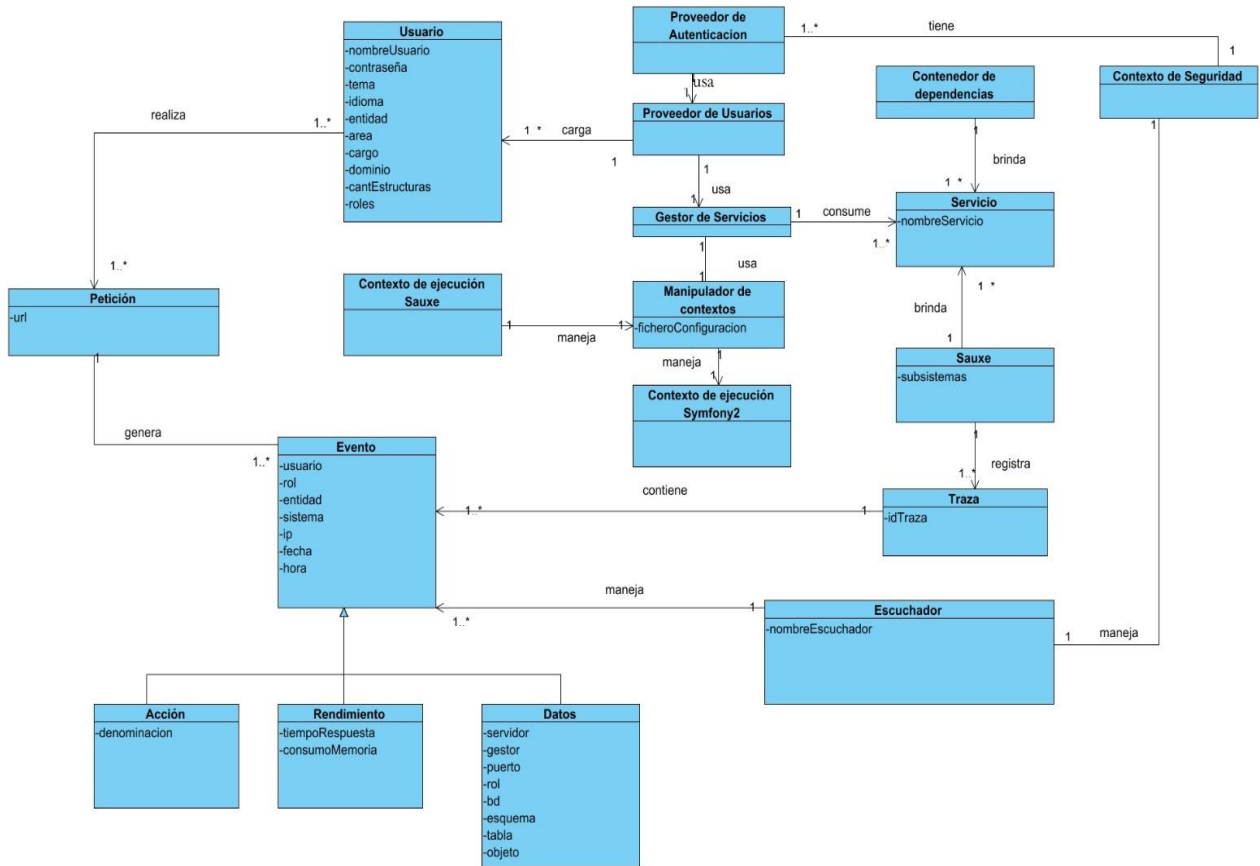 Usuario
-nombreUsuario
-contraseña
-tema
-idioma
-entidad
-area
-cargo
-dominio
-cantEstructuras
-roles
realiza
1..*
1..*
Proveedor de
Autenticacion
1..*
tiene
1
1
usa
1
Proveedor de Usuarios
1 *
carga
1
1
usa
1
Contenedor de
dependencias
1
brinda
1 *
Contexto de Seguridad
1
Gestor de Servicios
1
consume
1..*
1
usa
1
Servicio
-nombreServicio
1 *
brinda
1
Petición
-url
1
genera
1..*
Contexto de ejecución
Sauxe
1
maneja
1
Manipulador de
contextos
-ficheroConfiguracion
1
maneja
1
Contexto de ejecución
Symfony2
Sauxe
-subsistemas
1
registra
1..*
Evento
-usuario
-rol
-entidad
-sistema
-ip
-fecha
-hora
contiene
1..*
1
Traza
-idTraza
maneja
1..*
1
Escuchador
-nombreEscuchador
1
maneja
Acción
-denominacion
Rendimiento
-tiempoRespuesta
-consumoMemoria
Datos
-servidor
-gestor
-puerto
-rol
-bd
-esquema
-tabla
-objeto